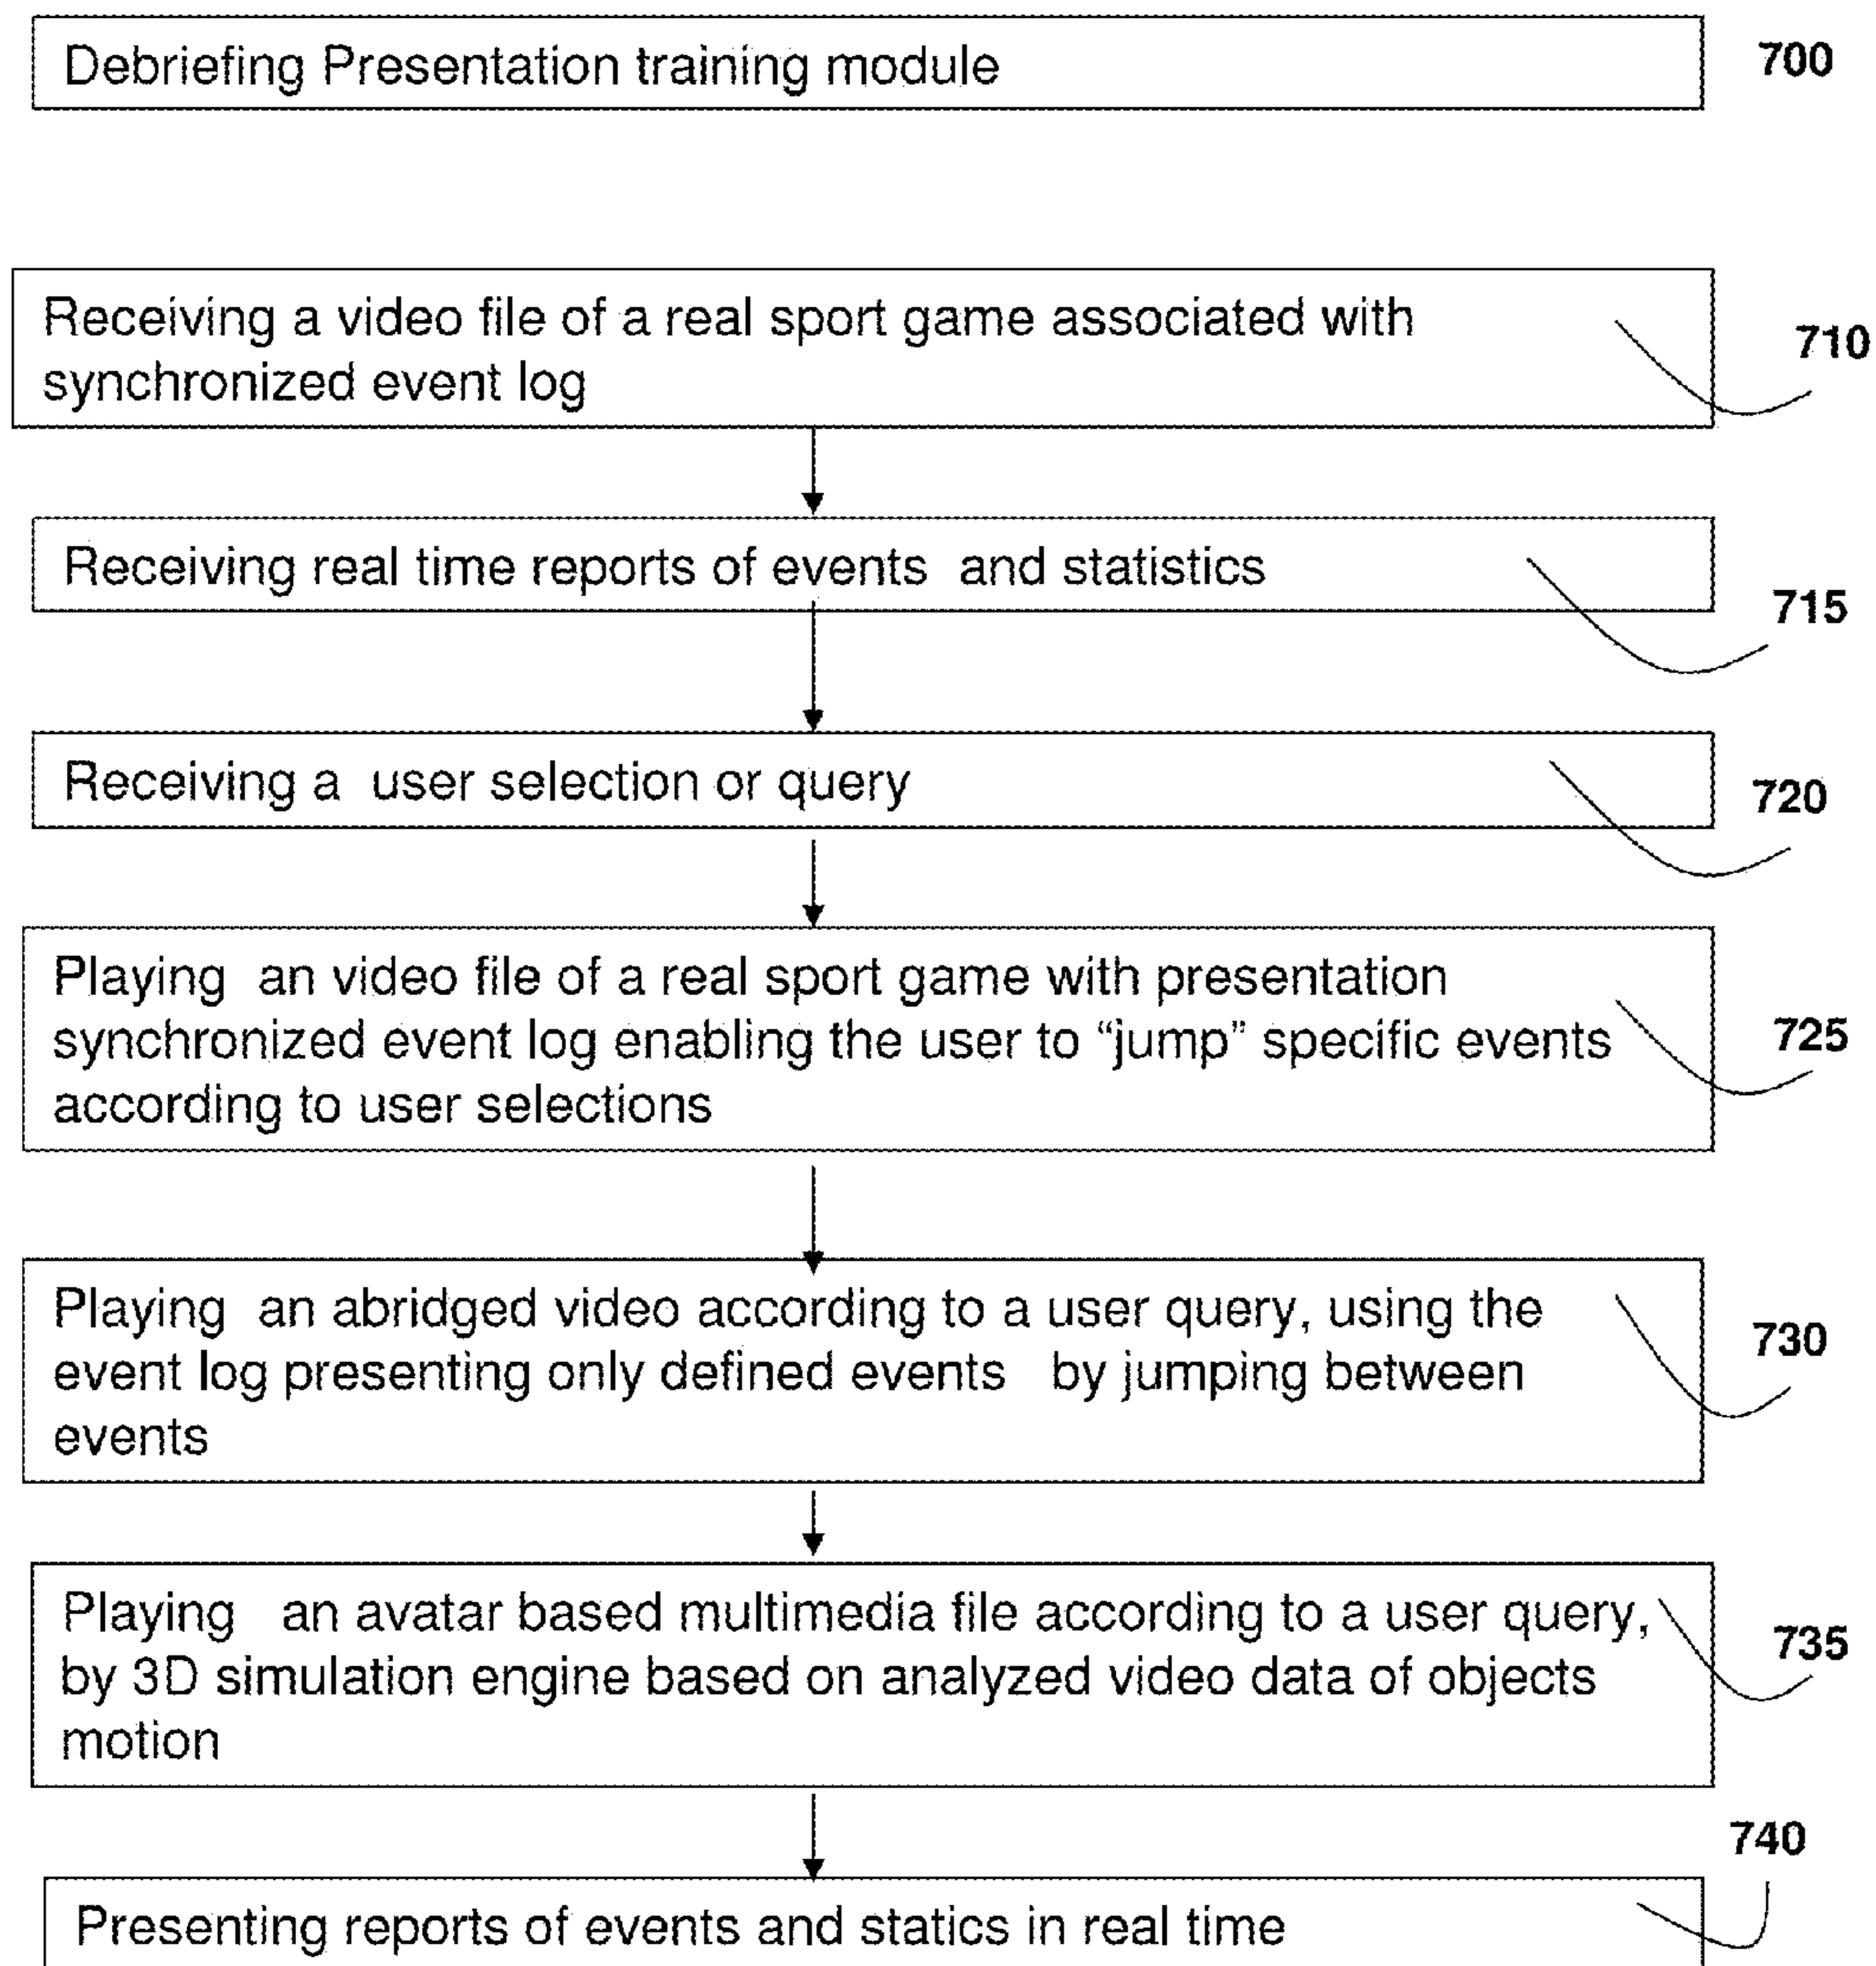 Debriefing Presentation training module
700
Receiving a video file of a real sport game associated with
synchronized event log
710
Receiving real time reports of events and statistics
715
Receiving a user selection or query
720
Playing an video file of a real sport game with presentation
synchronized event log enabling the user to “jump” specific events
according to user selections
725
Playing an abridged video according to a user query, using the
event log presenting only defined events by jumping between
events
730
Playing an avatar based multimedia file according to a user query,
by 3D simulation engine based on analyzed video data of objects
motion
735
740
Presenting reports of events and statics in real time